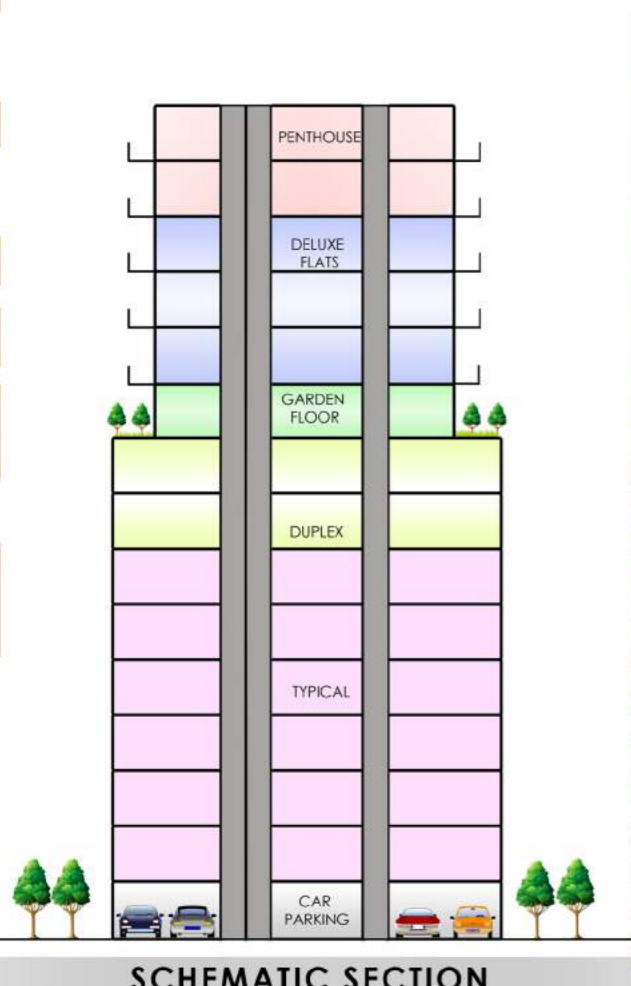 PENTHOUSE
DELUXE
FLATS
GARDEN
FLOOR
DUPLEX
TYPICAL
CAR
PARKING
SCHEMATIC SECTION